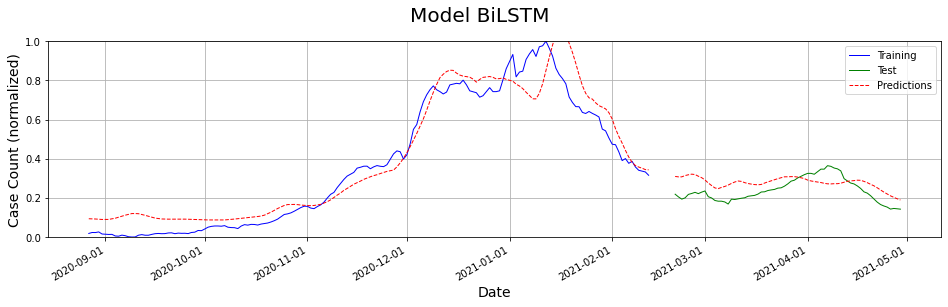 Model BiLSTM
Case Count (normalized)
1.0
0.8
0.6
0.4
0.2
0.0
Training
Test
Predictions
2020-09-01
2020-10-01
2020-11-01
2020-12-01
2021-01-01
2021-02-01
2021-03-01
2021-04-01
2021-05-01
Date